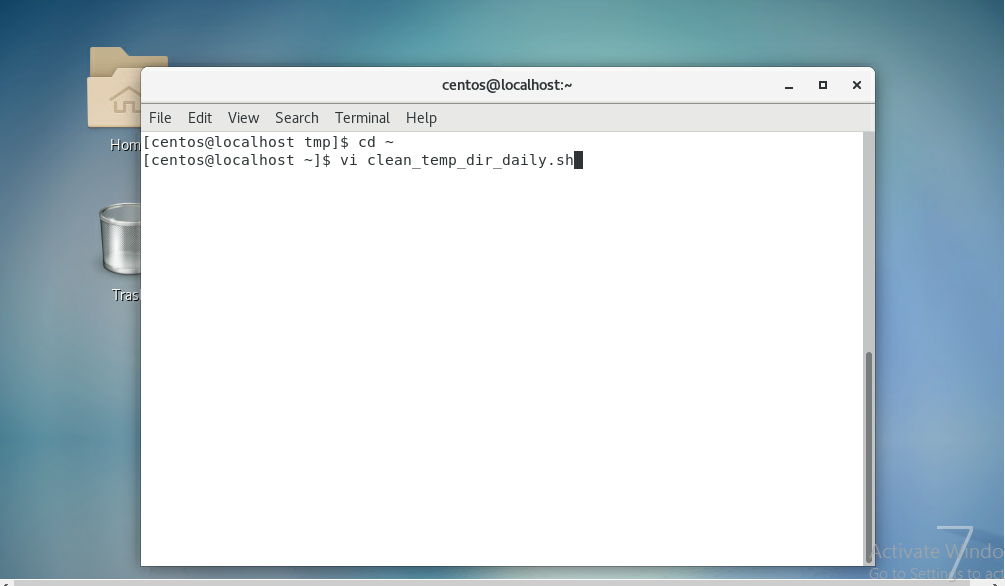 centos@localhost:~
File Edit View Search Terminal Help
[centos@localhost tmp]$ cd ~
[centos@localhost ~]$ vi clean_temp_dir_daily.sh
Hom
Tras
7
Activate Windo
Go to Settings to act